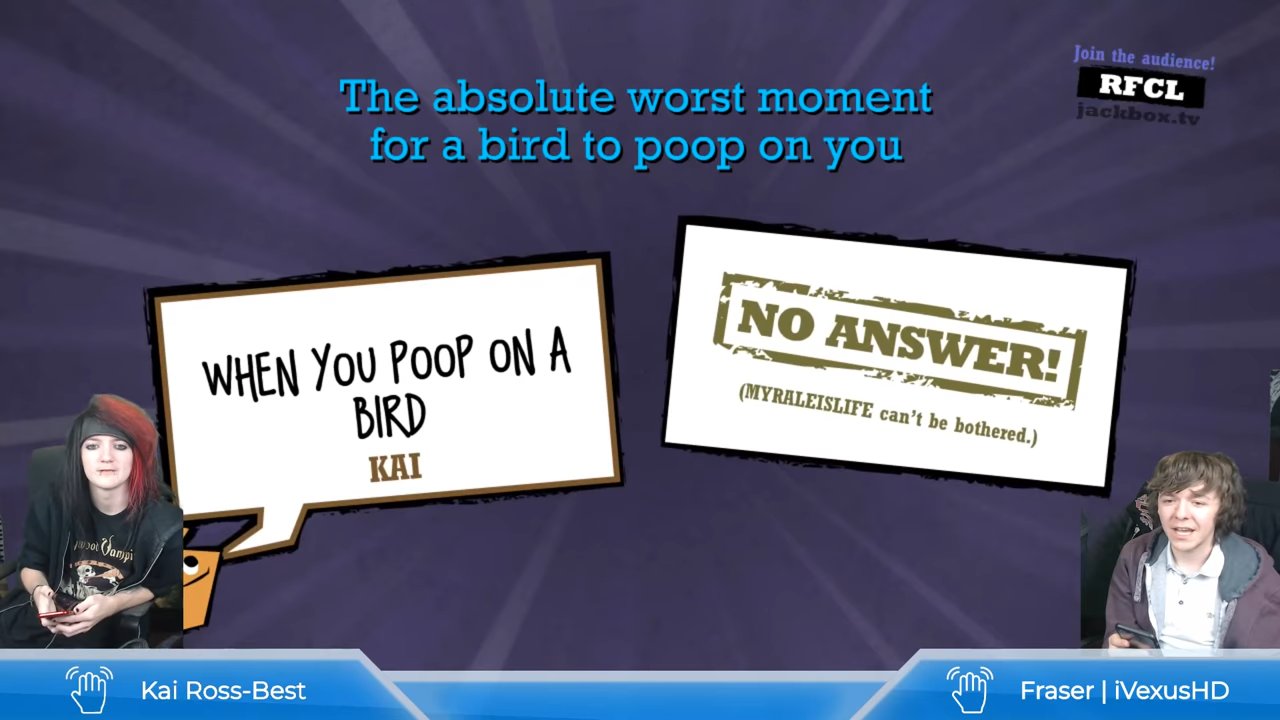 The absolute worst moment
for a bird to poop on you
Join the audience!
RFCL
jackbox.tv
WHEN YOU POOP ON A
BIRD
KAI
NO ANSWER!
(MYRALEISLIFE can't be bothered.)
Kai Ross-Best
Fraser | iVexusHD